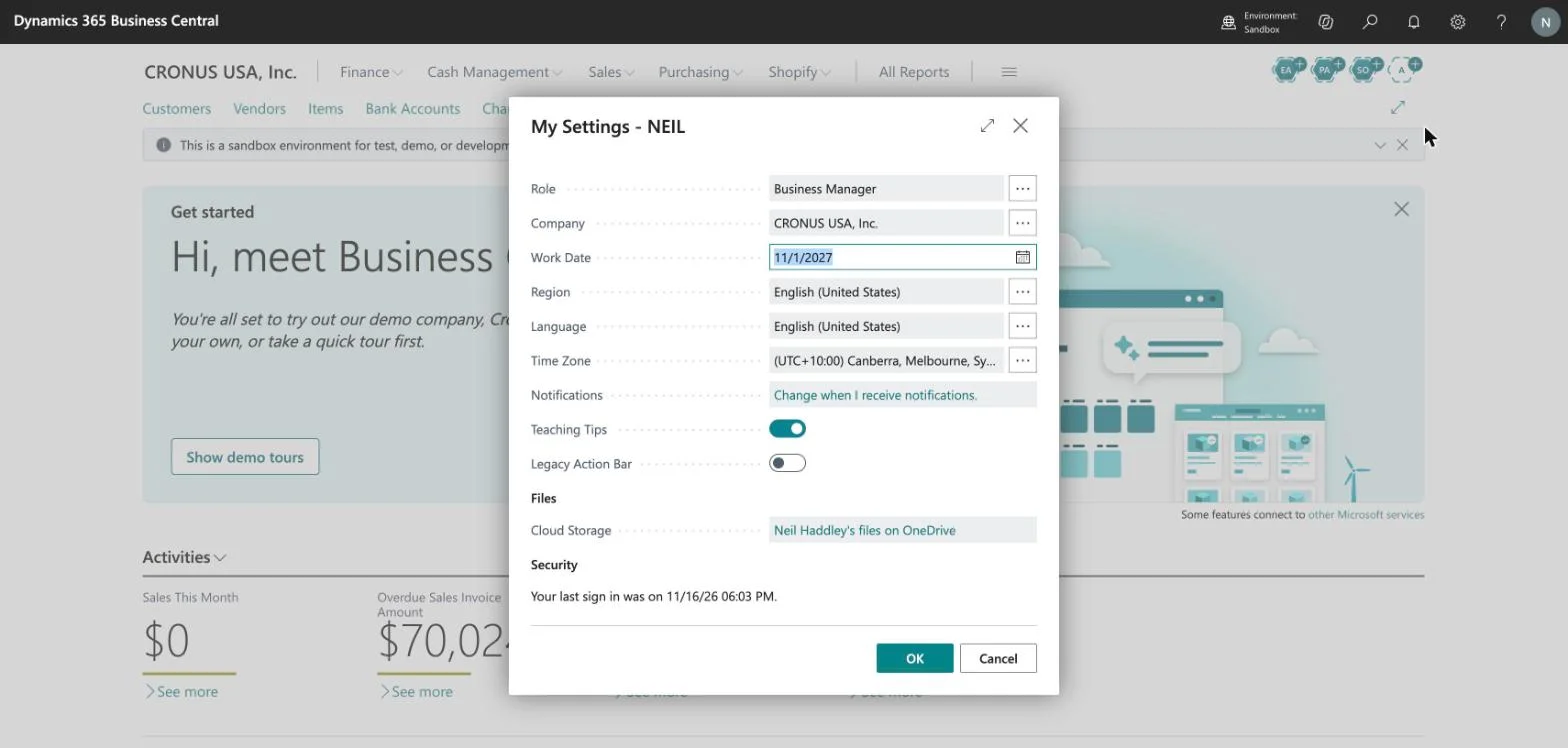 Dynamics 365 Business Central
Environment:
Sandbox
?
N
CRONUS USA, Inc.
Finance
Cash Management
Sales
Purchasing
Shopify
All Reports
EA
PA
SO
A
Customers
Vendors
Items
Bank Accounts
This is a sandbox environment for test, demo, or
Get started
Hi, meet Business
You're all set to try out our demo company,
your own, or take a quick tour first.
Show demo tours
Some features connect to other Microsoft services
Activities
Sales This Month
$0
See more
Overdue Sales Invoice
Amount
$70,02
See more
See more
See more
My Settings - NEIL
Role
Business Manager
Company
CRONUS USA, Inc.
Work Date
11/1/2027
Region
English (United States)
Language
English (United States)
Time Zone
(UTC+10:00) Canberra, Melbourne, Sy...
Notifications
Change when I receive notifications.
Teaching Tips
Legacy Action Bar
Files
Cloud Storage
Neil Haddley's files on OneDrive
Security
Your last sign in was on 11/16/26 06:03 PM.
OK
Cancel